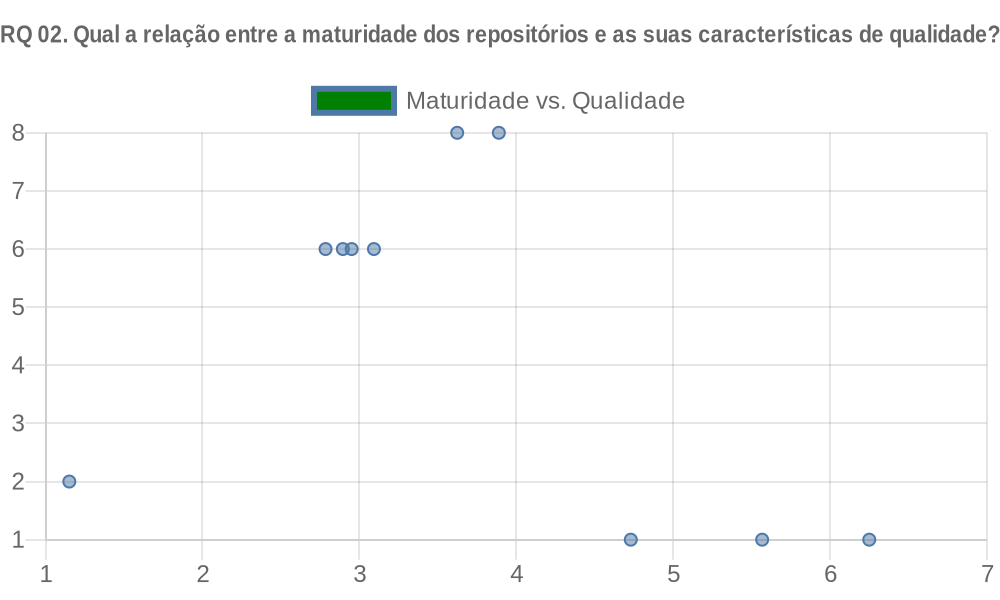 RQ 02. Qual a relação entre a maturidade dos repositórios e as suas características de qualidade?
Maturidade vs. Qualidade
8
7
6
5
4
3
2
1
1 2 3 4 5 6 7